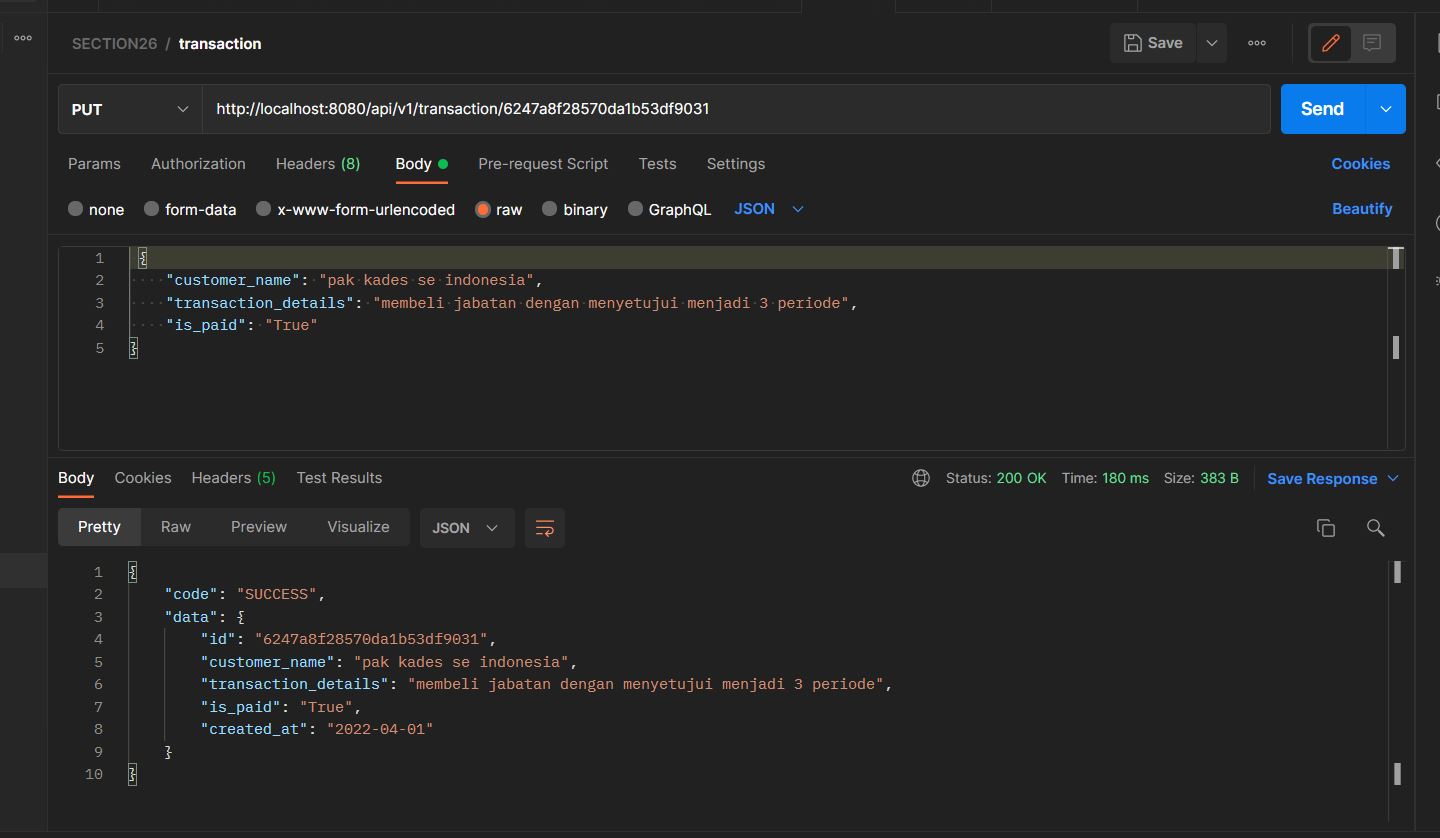 SECTION26 / transaction
Save
PUT
http://localhost:8080/api/v1/transaction/6247a8f28570da1b53df9031
Send
Params Authorization Headers (8) Body Pre-request Script Tests Settings Cookies
none form-data x-www-form-urlencoded raw binary GraphQL JSON Beautify
1 {
2 "customer_name": "pak kades se indonesia",
3 "transaction_details": "membeli jabatan dengan menyetujui menjadi 3 periode",
4 "is_paid": "True"
5 }
Body Cookies Headers (5) Test Results Status: 200 OK Time: 180 ms Size: 383 B Save Response
Pretty Raw Preview Visualize JSON
1 {
2 "code": "SUCCESS",
3 "data": {
4 "id": "6247a8f28570da1b53df9031",
5 "customer_name": "pak kades se indonesia",
6 "transaction_details": "membeli jabatan dengan menyetujui menjadi 3 periode",
7 "is_paid": "True",
8 "created_at": "2022-04-01"
9 }
10 }